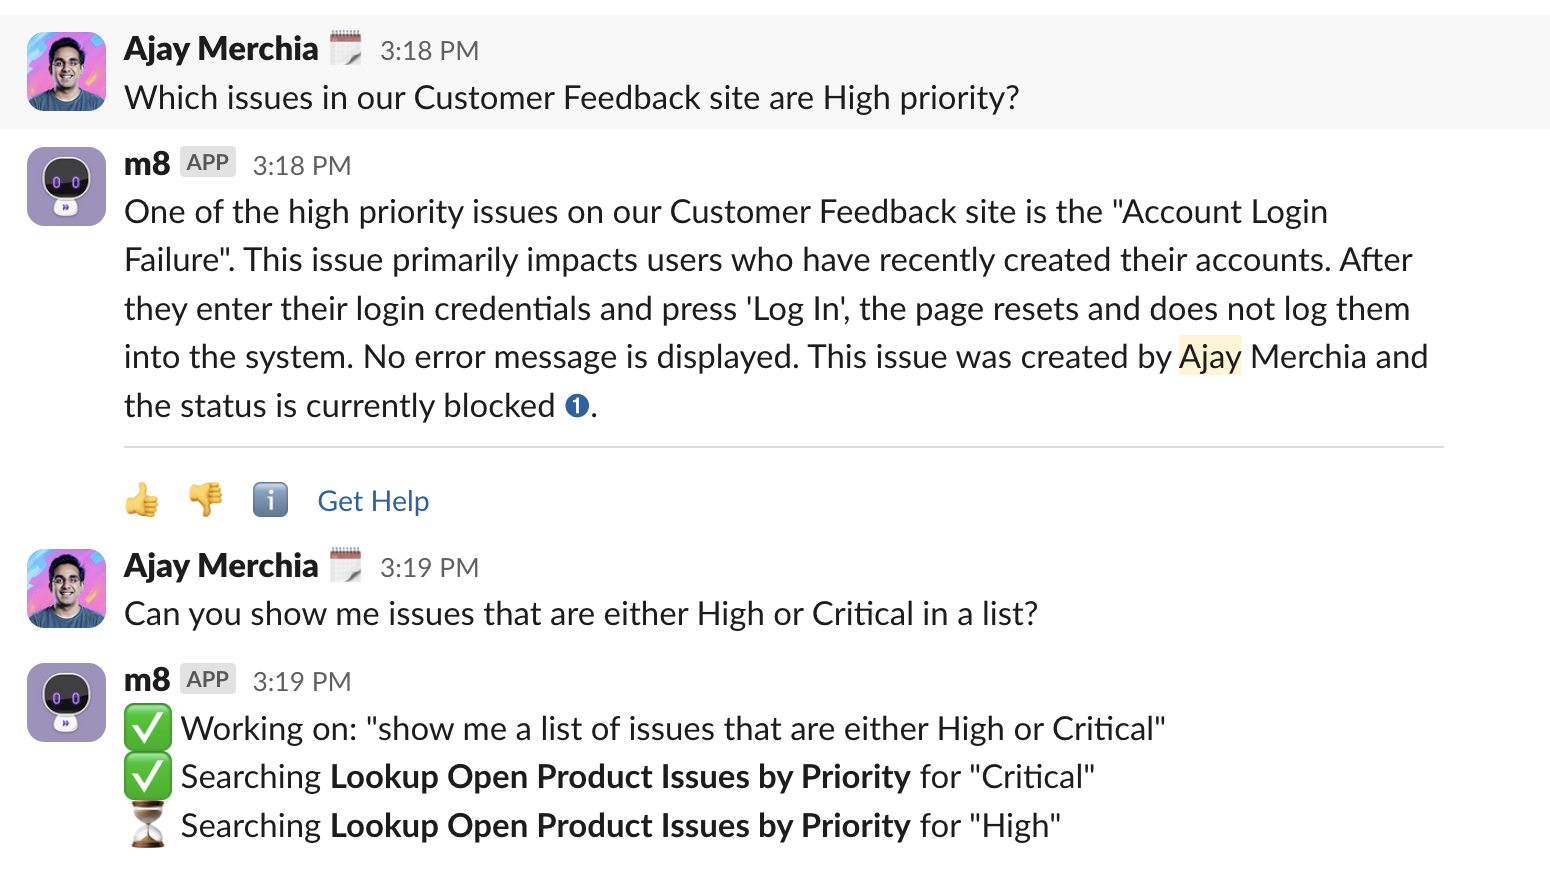 Ajay Merchia 3:18 PM
Which issues in our Customer Feedback site are High priority?
m8 APP 3:18 PM
One of the high priority issues on our Customer Feedback site is the "Account Login
Failure". This issue primarily impacts users who have recently created their accounts. After
they enter their login credentials and press 'Log In', the page resets and does not log them
into the system. No error message is displayed. This issue was created by Ajay Merchia and
the status is currently blocked ❶.
Get Help
Ajay Merchia 3:19 PM
Can you show me issues that are either High or Critical in a list?
m8 APP 3:19 PM
Working on: "show me a list of issues that are either High or Critical"
Searching Lookup Open Product Issues by Priority for "Critical"
Searching Lookup Open Product Issues by Priority for "High"